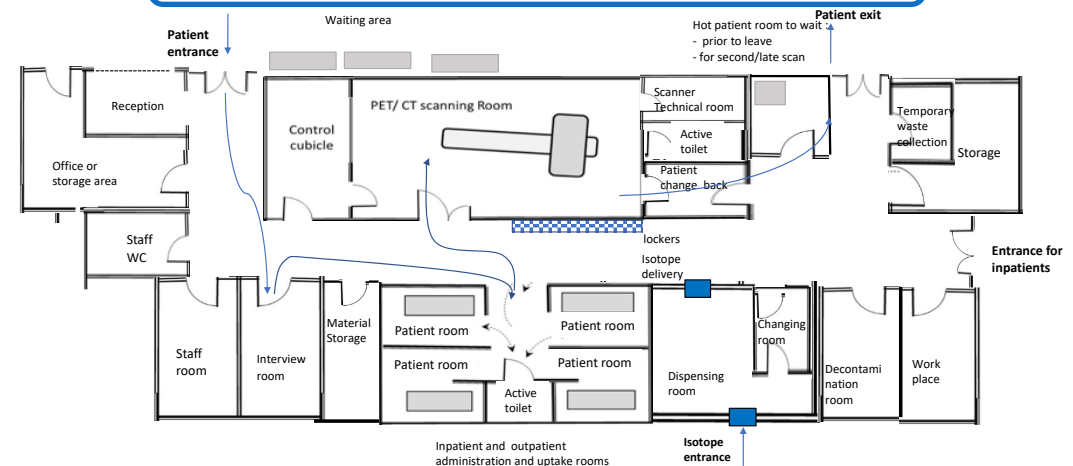 Waiting area
Patient exit
Hot patient room to wait :
- prior to leave
- for second/late scan
Patient
entrance
Reception
PET/ CT scanning Room
Control
cubicle
Scanner
Technical room
Active
toilet
Patient
change back
Temporary
waste
collection
Storage
Office or
storage area
Staff
WC
lockers
Isotope
delivery
Entrance for
inpatients
Staff
room
Interview
room
Material
Storage
Patient room
Patient room
Patient room
Patient room
Active
toilet
Dispensing
room
Changing
room
Decontami
nation
room
Work
place
Inpatient and outpatient
administration and uptake rooms
Isotope
entrance